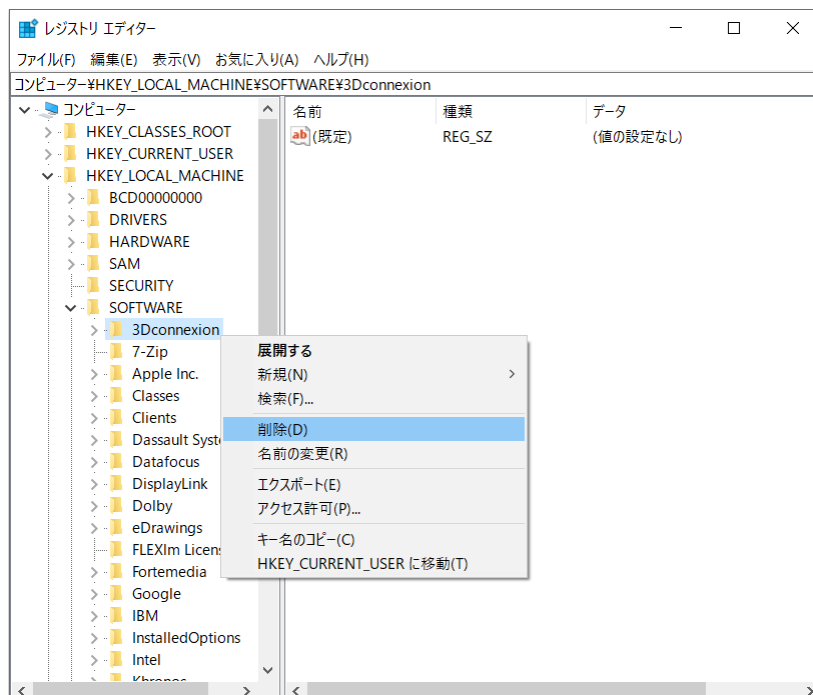 レジストリ エディター
ファイル(F) 編集(E) 表示(V) お気に入り(A) ヘルプ(H)
コンピューター¥HKEY_LOCAL_MACHINE¥SOFTWARE¥3Dconnexion
コンピューター
HKEY_CLASSES_ROOT
HKEY_CURRENT_USER
HKEY_LOCAL_MACHINE
BCD00000000
DRIVERS
HARDWARE
SAM
SECURITY
SOFTWARE
3Dconnexion
7-Zip
Apple Inc.
Classes
Clients
Dassault Syst
Datafocus
DisplayLink
Dolby
eDrawings
FLEXlm Licens
Fortemedia
Google
IBM
InstalledOptions
Intel
Khronos
名前 種類 データ
ab (既定) REG_SZ (値の設定なし)
展開する
新規(N)
検索(F)...
削除(D)
名前の変更(R)
エクスポート(E)
アクセス許可(P)...
キー名のコピー(C)
HKEY_CURRENT_USER に移動(T)